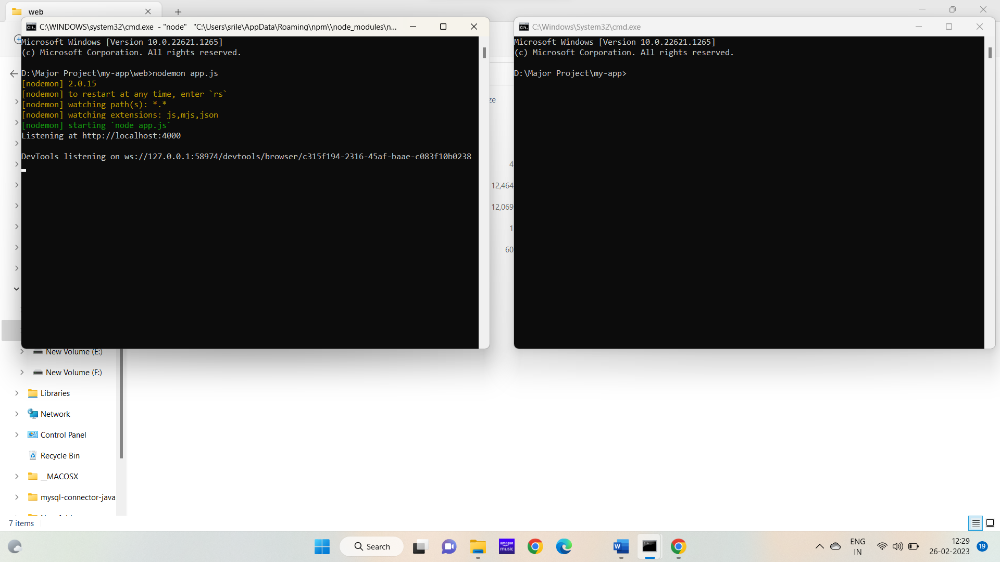 web
C:\WINDOWS\system32\cmd.exe - "node" "C:\Users\srile\AppData\Roaming\npm\\node_modules\n...
Microsoft Windows [Version 10.0.22621.1265]
(c) Microsoft Corporation. All rights reserved.
D:\Major Project\my-app\web>nodemon app.js
[nodemon] 2.0.15
[nodemon] to restart at any time, enter `rs`
[nodemon] watching path(s): *.*
[nodemon] watching extensions: js,mjs,json
[nodemon] starting `node app.js`
Listening at http://localhost:4000
DevTools listening on ws://127.0.0.1:58974/devtools/browser/c315f194-2316-45af-baae-c083f10b0238
ze
4
12,464
12,069
1
60
C:\Windows\System32\cmd.exe
Microsoft Windows [Version 10.0.22621.1265]
(c) Microsoft Corporation. All rights reserved.
D:\Major Project\my-app>
New Volume (E:)
New Volume (F:)
Libraries
Network
Control Panel
Recycle Bin
__MACOSX
mysql-connector-java
7 items
Search
amazon
music
ENG
IN
12:29
26-02-2023
19